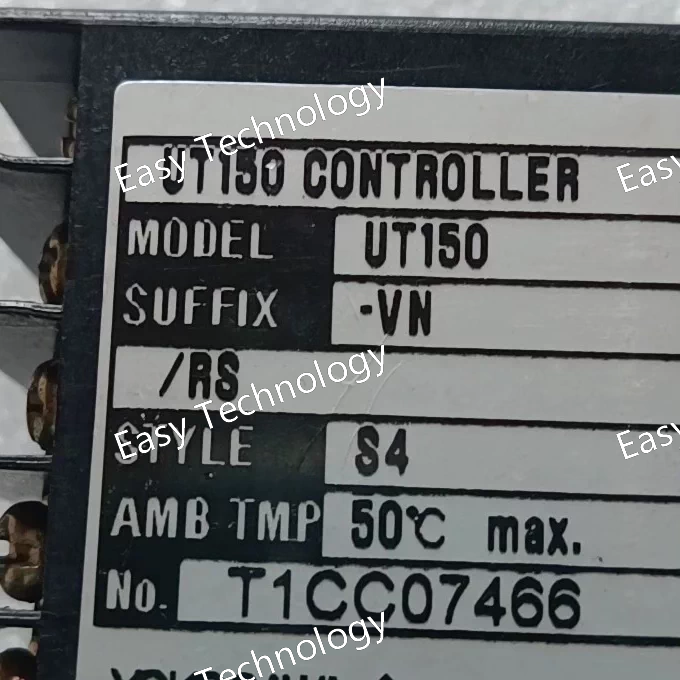 UT150 CONTROLLER
MODEL UT150
SUFFIX -VN
/RS
STYLE S4
AMB TMP 50℃ max.
No. T1CC07466
Easy Technology
Easy
Easy Technology
Easy
Technology